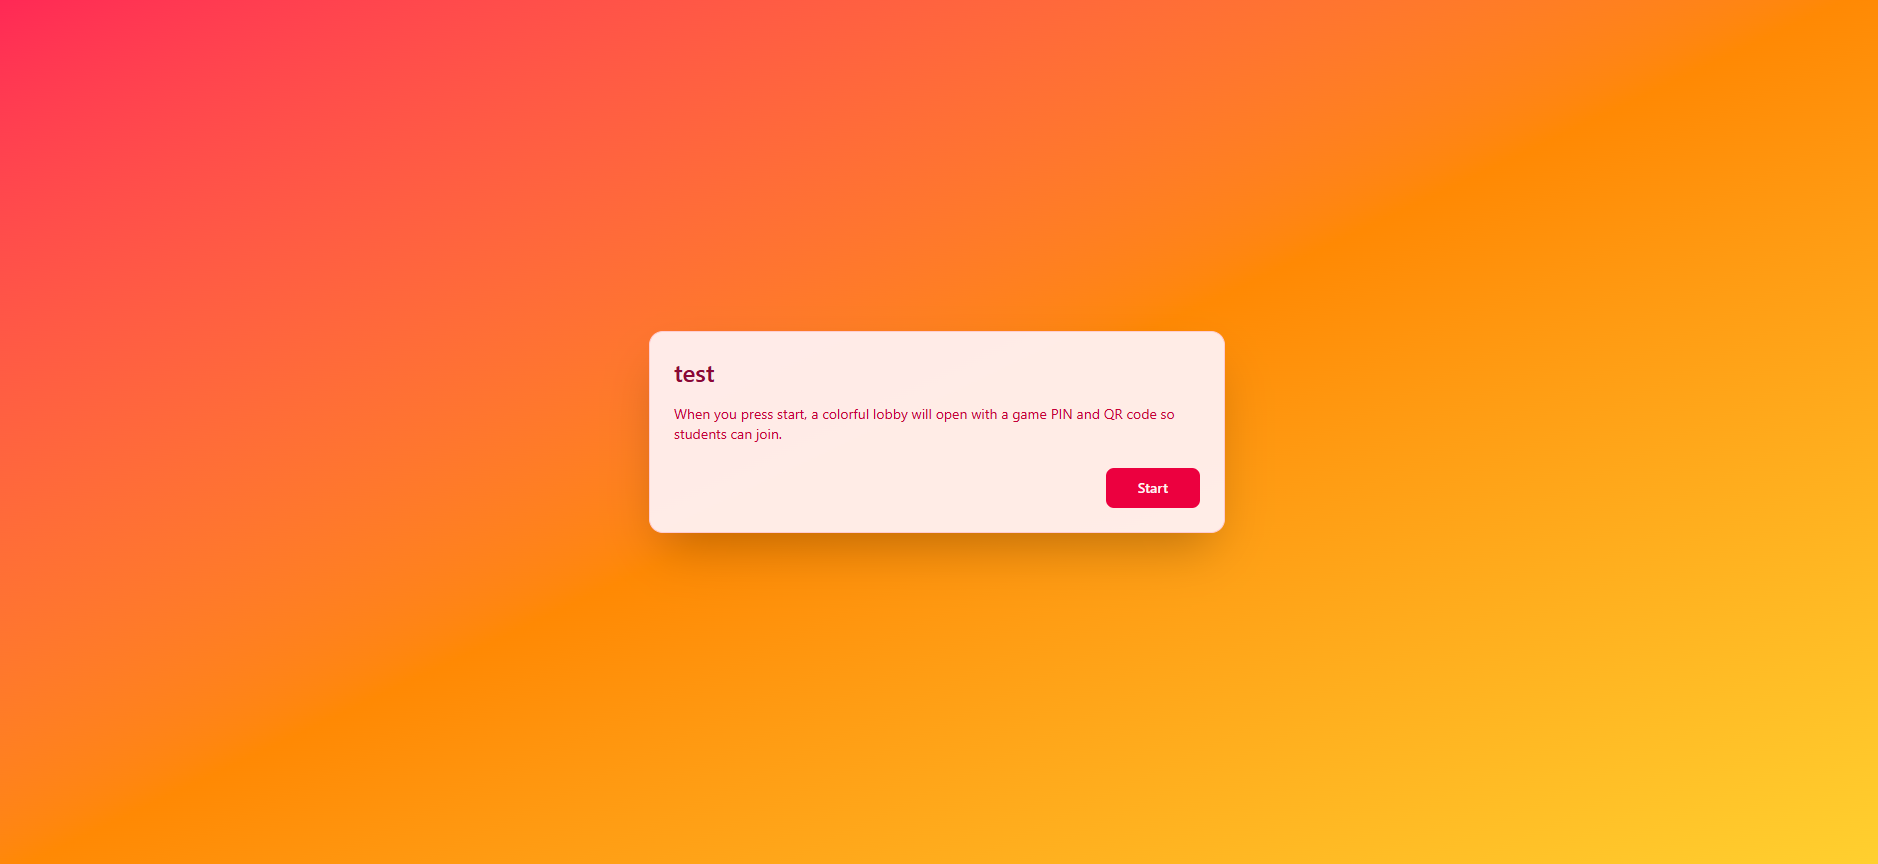 test
When you press start, a colorful lobby will open with a game PIN and QR code so
students can join.
Start